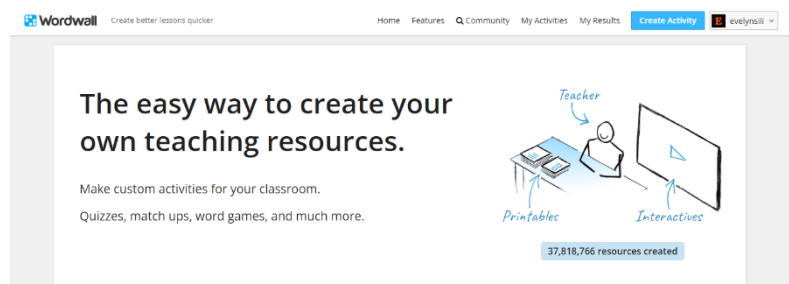 Wordwall
Create better lessons quicker
Home
Features
Community
My Activities
My Results
Create Activity
E
evelynsili
The easy way to create your
own teaching resources.
Make custom activities for your classroom.
Quizzes, match ups, word games, and much more.
Teacher
Printables
Interactives
37,818,766 resources created